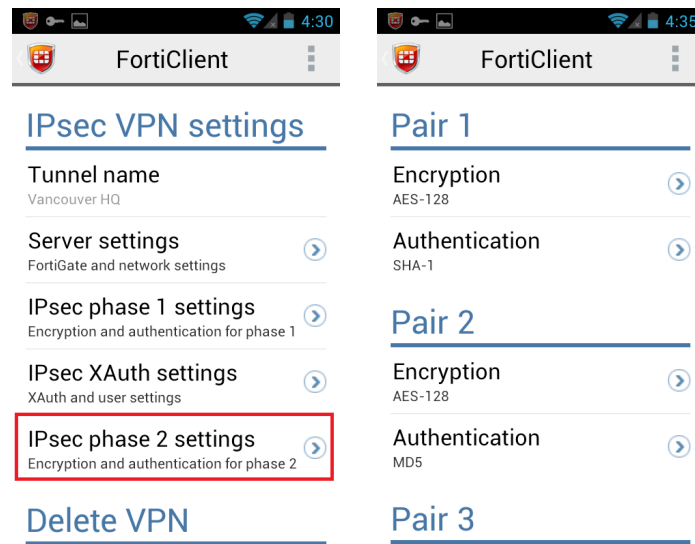 4:30
FortiClient
IPsec VPN settings
Tunnel name
Vancouver HQ
Server settings
FortiGate and network settings
IPsec phase 1 settings
Encryption and authentication for phase 1
IPsec XAuth settings
XAuth and user settings
IPsec phase 2 settings
Encryption and authentication for phase 2
Delete VPN
4:35
FortiClient
Pair 1
Encryption
AES-128
Authentication
SHA-1
Pair 2
Encryption
AES-128
Authentication
MD5
Pair 3